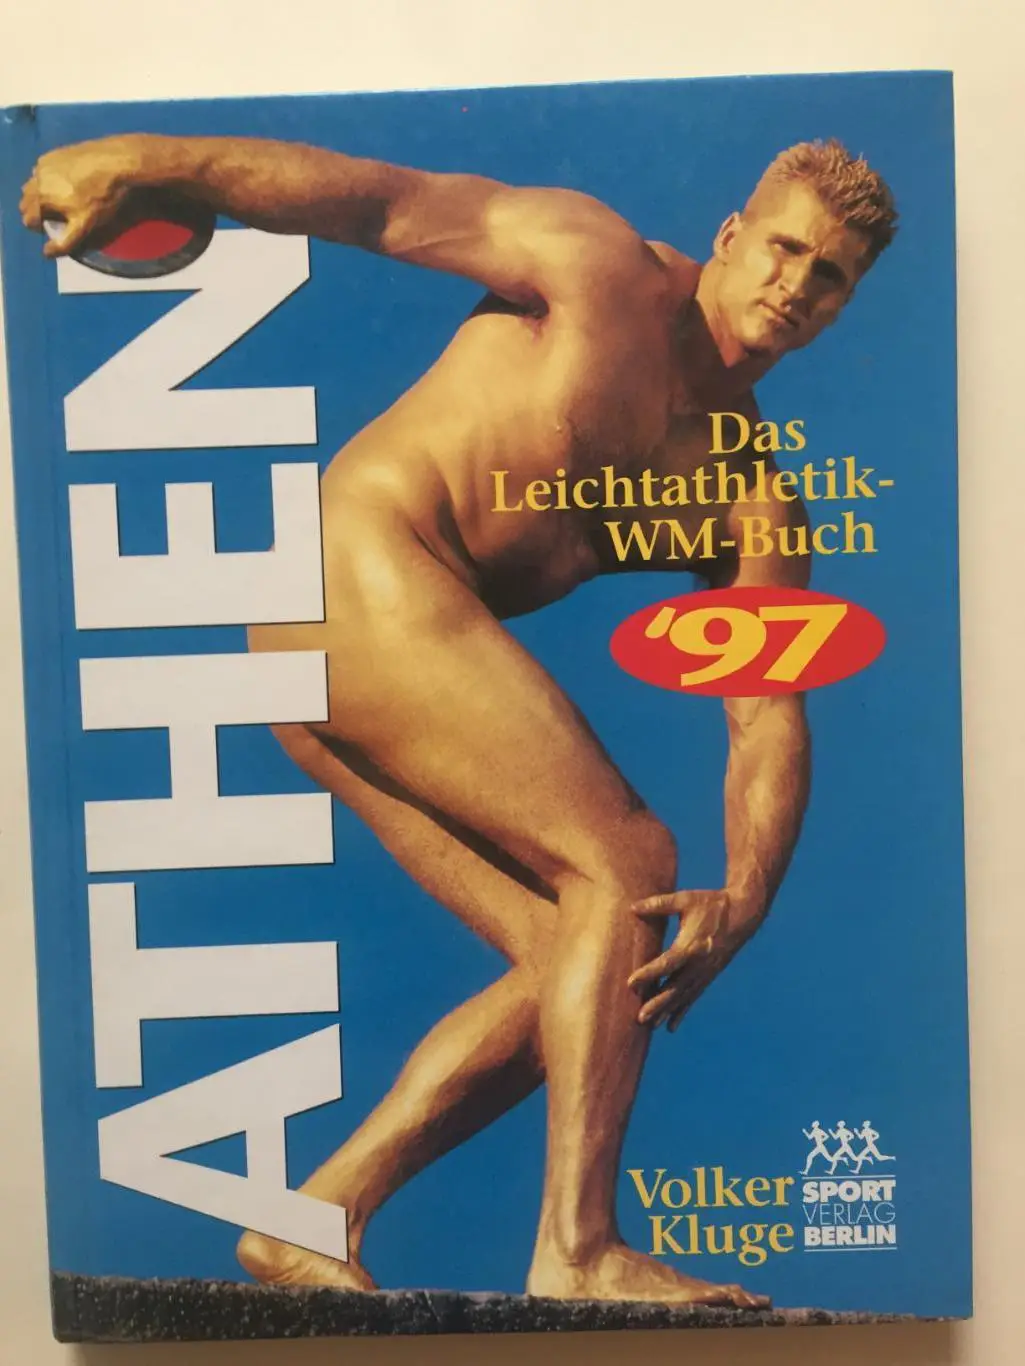 ATHEN
Das
Leichtathletik-
WM-Buch
'97
Volker
Kluge
SPORT
VERLAG
BERLIN